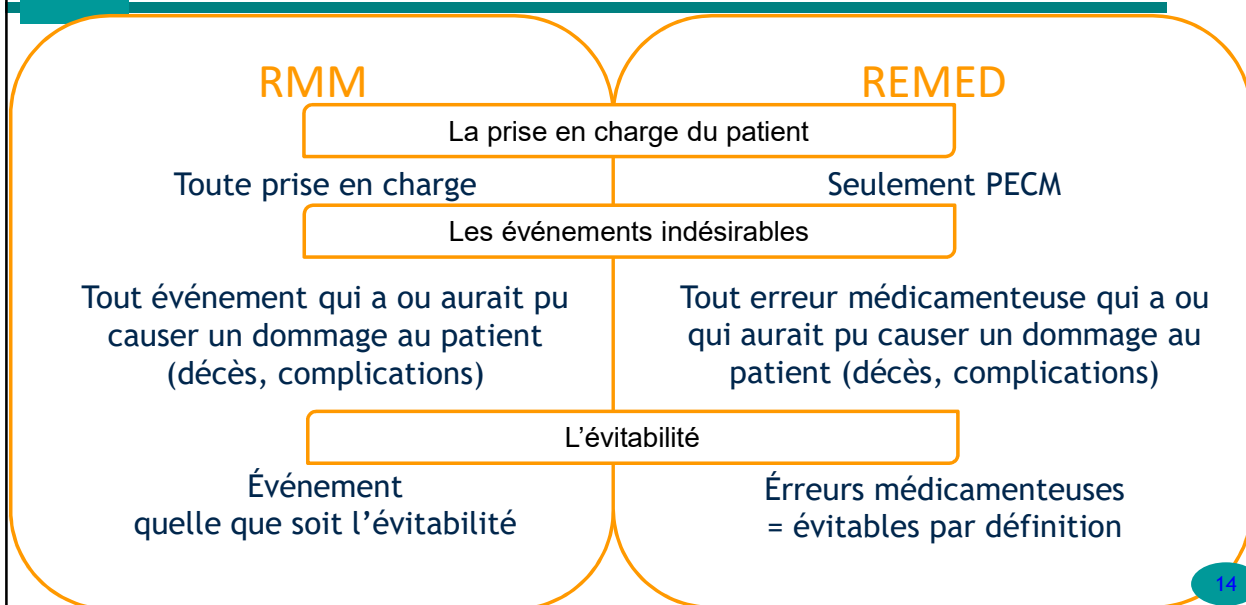 RMM
REMED
La prise en charge du patient
Toute prise en charge
Seulement PECM
Les événements indésirables
Tout événement qui a ou aurait pu
causer un dommage au patient
(décès, complications)
Tout erreur médicamenteuse qui a ou
qui aurait pu causer un dommage au
patient (décès, complications)
L’évitabilité
Événement
quelle que soit l’évitabilité
Érreurs médicamenteuses
= évitables par définition
14